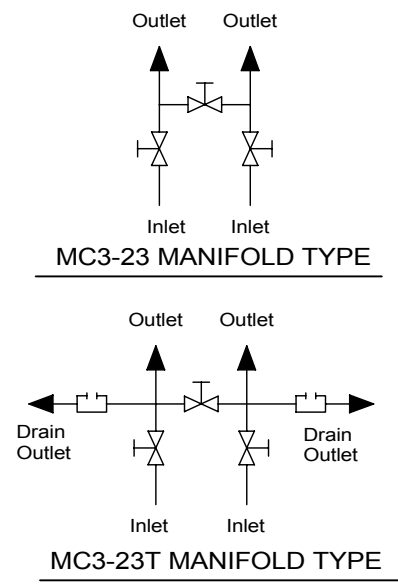 Outlet Outlet
Inlet Inlet
MC3-23 MANIFOLD TYPE
Outlet Outlet
Drain
Outlet
Drain
Outlet
Inlet Inlet
MC3-23T MANIFOLD TYPE